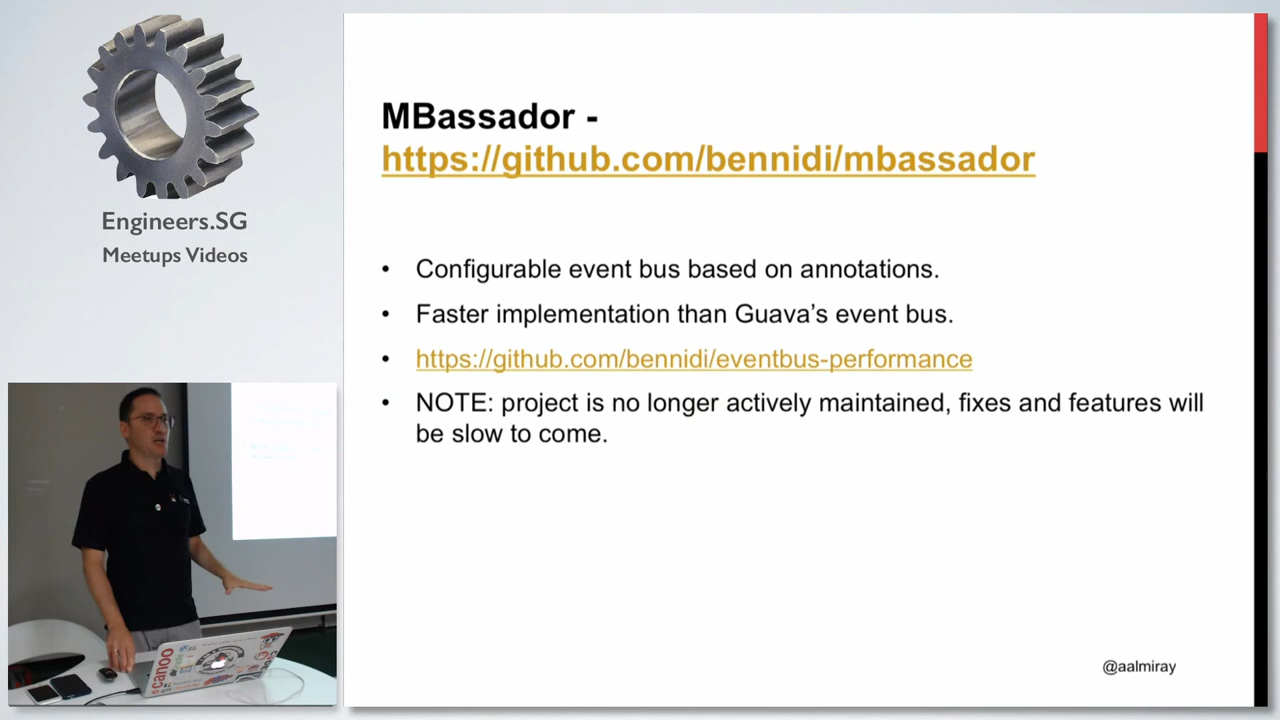 Engineers.SG
Meetups Videos
MBassador -
https://github.com/bennidi/mbassador
• Configurable event bus based on annotations.
• Faster implementation than Guava’s event bus.
• https://github.com/bennidi/eventbus-performance
• NOTE: project is no longer actively maintained, fixes and features will
be slow to come.
@aalmiray
canoo